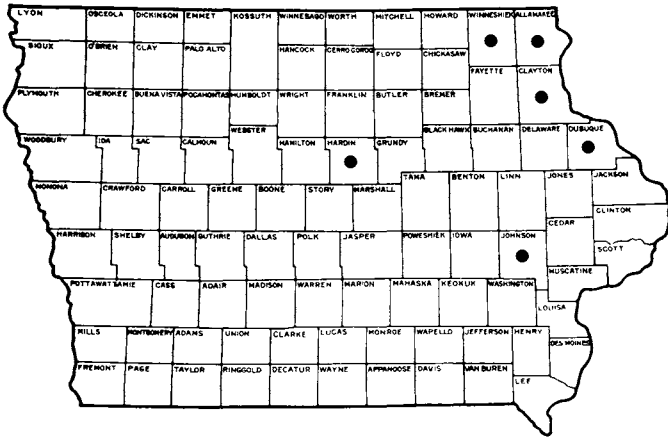 LYON OSCEOLA DICKINSON EMMET KOSSUTH WINNEBAGO WORTH MITCHELL HOWARD WINNESHIEK ALLAMAKEE
SIOUX O'BRIEN CLAY PALO ALTO HANCOCK CERRO GORDO FLOYD CHICKASAW
FAYETTE CLAYTON
PLYMOUTH CHEROKEE BUENA VISTA POCAHONTAS HUMBOLDT WRIGHT FRANKLIN BUTLER BREMER
WEBSTER BLACK HAWK BUCHANAN DELAWARE DUBUQUE
WOODBURY IDA SAC CALHOUN HAMILTON HARDIN GRUNDY
TAMA BENTON LINN JONES JACKSON
MONONA CRAWFORD CARROLL GREENE BOONE STORY MARSHALL
CLINTON
CEDAR
HARRISON SHELBY AUDUBON GUTHRIE DALLAS POLK JASPER POWESHIEK IOWA JOHNSON
SCOTT
MUSCATINE
POTTAWATTAMIE CASS ADAIR MADISON WARREN MARION MAHASKA KEOKUK WASHINGTON
LOUISA
MILLS MONTGOMERY ADAMS UNION CLARKE LUCAS MONROE WAPELLO JEFFERSON HENRY
DES MOINES
FREMONT PAGE TAYLOR RINGGOLD DECATUR WAYNE APPANOOSE DAVIS VAN BUREN
LEE